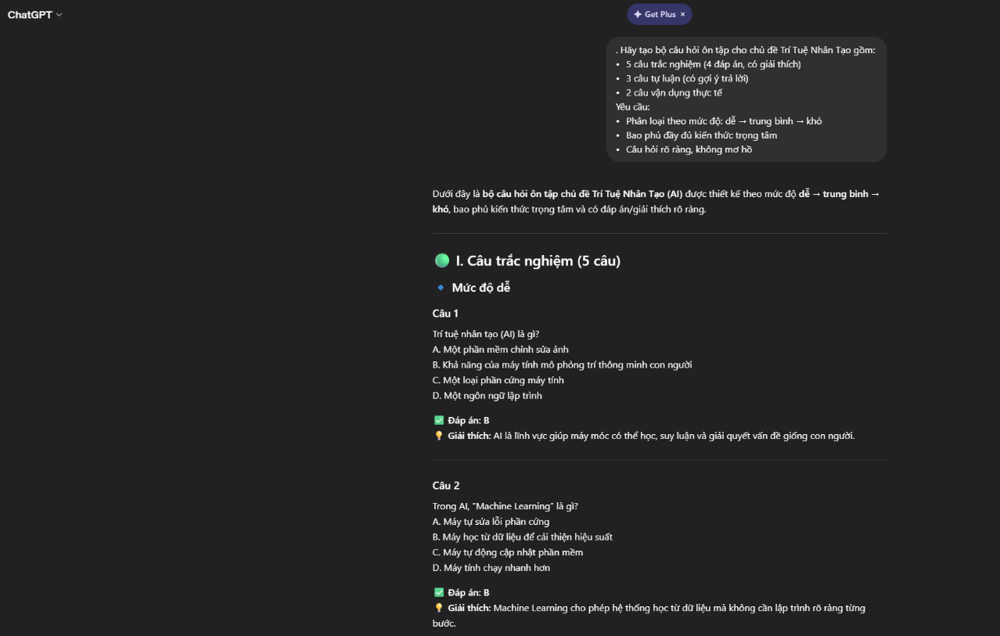 ChatGPT
Get Plus ×
. Hãy tạo bộ câu hỏi ôn tập cho chủ đề Trí Tuệ Nhân Tạo gồm:
• 5 câu trắc nghiệm (4 đáp án, có giải thích)
• 3 câu tự luận (có gợi ý trả lời)
• 2 câu vận dụng thực tế
Yêu cầu:
• Phân loại theo mức độ: dễ → trung bình → khó
• Bao phủ đầy đủ kiến thức trọng tâm
• Câu hỏi rõ ràng, không mơ hồ
Dưới đây là bộ câu hỏi ôn tập chủ đề Trí Tuệ Nhân Tạo (AI) được thiết kế theo mức độ dễ → trung bình →
khó, bao phủ kiến thức trọng tâm và có đáp án/giải thích rõ ràng.
I. Câu trắc nghiệm (5 câu)
Mức độ dễ
Câu 1
Trí tuệ nhân tạo (AI) là gì?
A. Một phần mềm chỉnh sửa ảnh
B. Khả năng của máy tính mô phỏng trí thông minh con người
C. Một loại phần cứng máy tính
D. Một ngôn ngữ lập trình
✅ Đáp án: B
💡 Giải thích: AI là lĩnh vực giúp máy móc có thể học, suy luận và giải quyết vấn đề giống con người.
Câu 2
Trong AI, “Machine Learning” là gì?
A. Máy tự sửa lỗi phần cứng
B. Máy học từ dữ liệu để cải thiện hiệu suất
C. Máy tự động cập nhật phần mềm
D. Máy tính chạy nhanh hơn
✅ Đáp án: B
💡 Giải thích: Machine Learning cho phép hệ thống học từ dữ liệu mà không cần lập trình rõ ràng từng
bước.